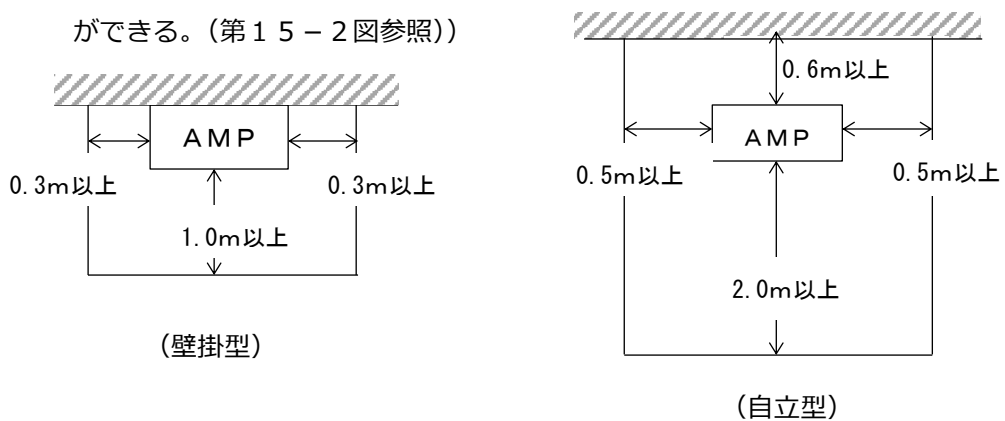 ができる。（第１５－２図参照））
AMP
0.3m以上
0.3m以上
1.0m以上
（壁掛型）
0.6m以上
AMP
0.5m以上
0.5m以上
2.0m以上
（自立型）